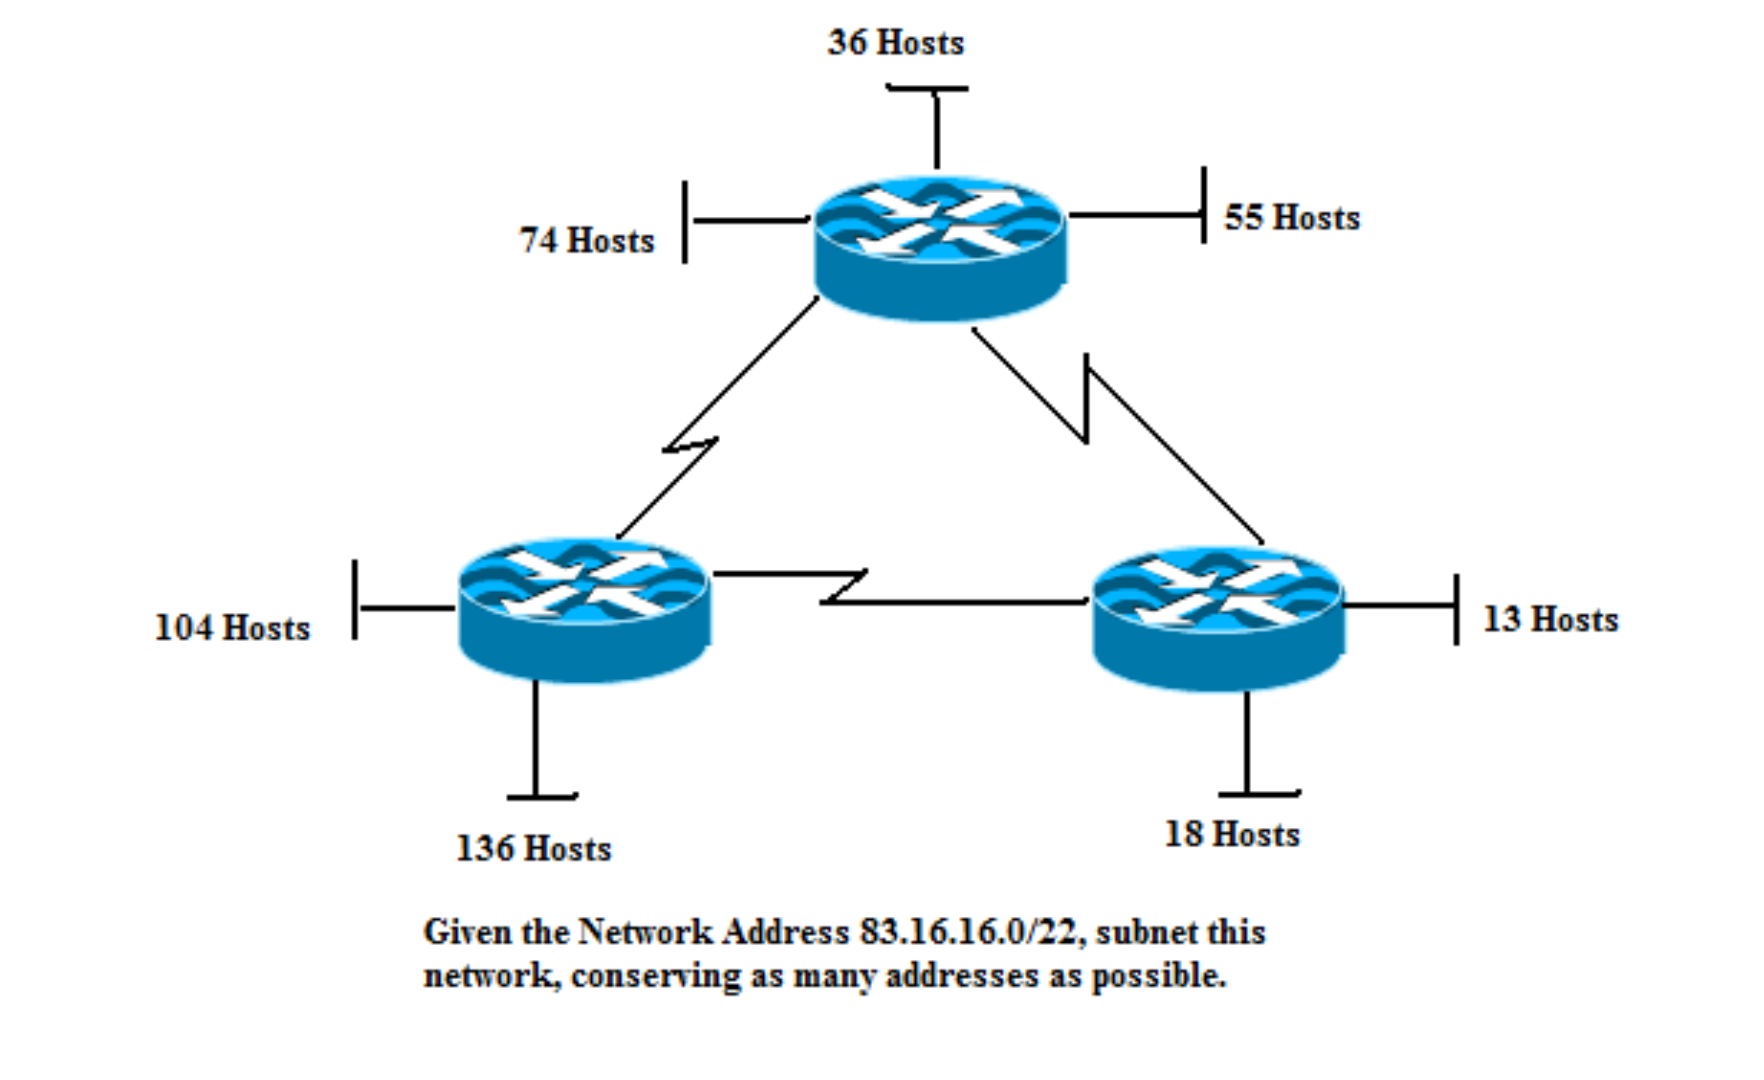 36 Hosts
74 Hosts
55 Hosts
104 Hosts
13 Hosts
136 Hosts
18 Hosts
Given the Network Address 83.16.16.0/22, subnet this
network, conserving as many addresses as possible.